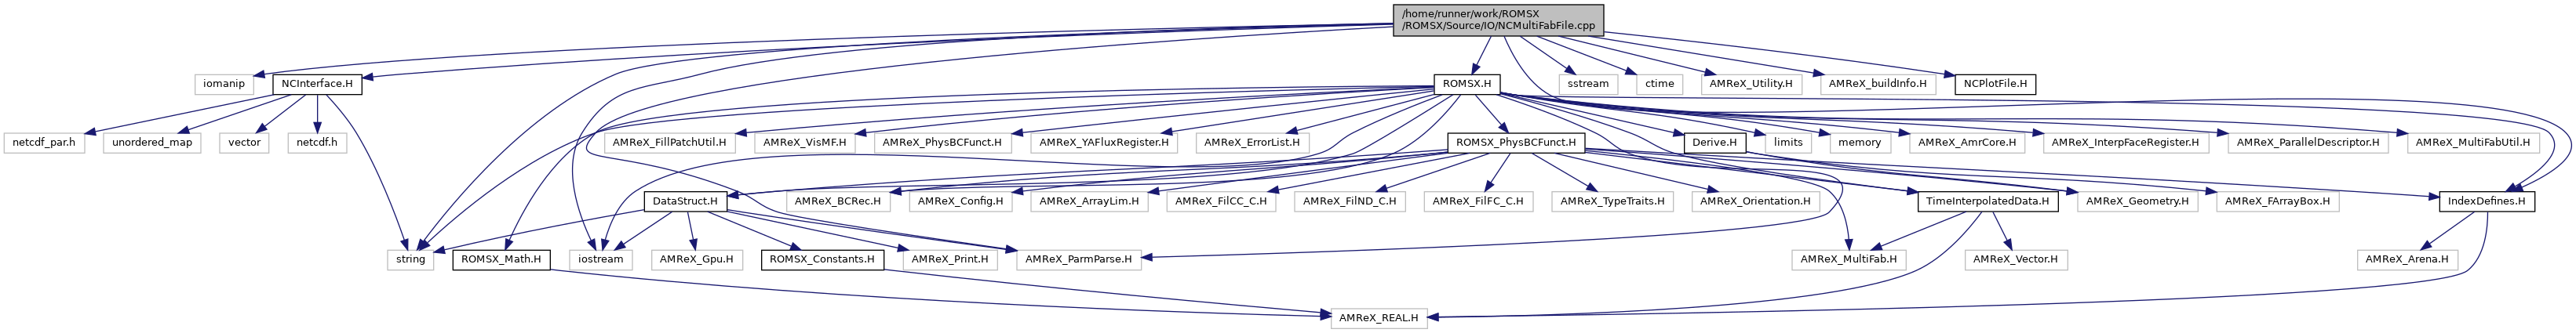 /home/runner/work/ROMSX
/ROMSX/Source/IO/NCMultiFabFile.cpp
iomanip
NCInterface.H
ROMSX.H
sstream
ctime
AMReX_Utility.H
AMReX_buildInfo.H
NCPlotFile.H
netcdf_par.h
unordered_map
vector
netcdf.h
AMReX_FillPatchUtil.H
AMReX_VisMF.H
AMReX_PhysBCFunct.H
AMReX_YAFluxRegister.H
AMReX_ErrorList.H
ROMSX_PhysBCFunct.H
Derive.H
limits
memory
AMReX_AmrCore.H
AMReX_InterpFaceRegister.H
AMReX_ParallelDescriptor.H
AMReX_MultiFabUtil.H
DataStruct.H
AMReX_BCRec.H
AMReX_Config.H
AMReX_ArrayLim.H
AMReX_FilCC_C.H
AMReX_FilND_C.H
AMReX_FilFC_C.H
AMReX_TypeTraits.H
AMReX_Orientation.H
TimeInterpolatedData.H
AMReX_Geometry.H
AMReX_FArrayBox.H
IndexDefines.H
string
ROMSX_Math.H
iostream
AMReX_Gpu.H
ROMSX_Constants.H
AMReX_Print.H
AMReX_ParmParse.H
AMReX_MultiFab.H
AMReX_Vector.H
AMReX_Arena.H
AMReX_REAL.H